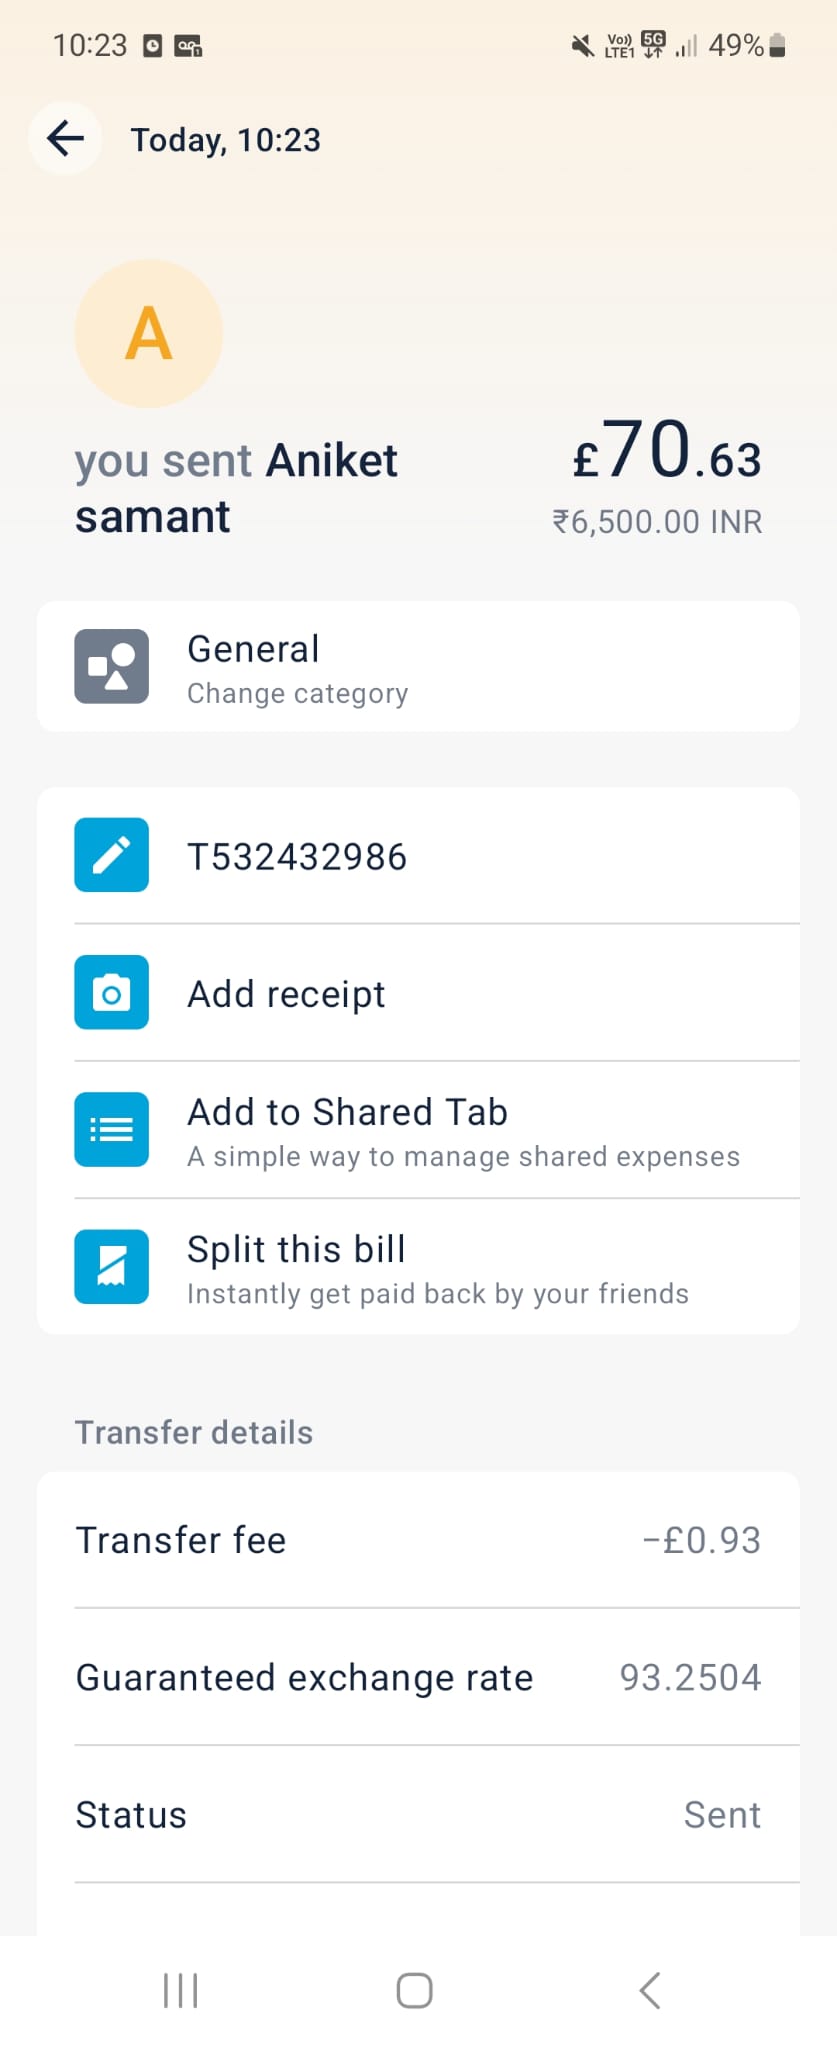 10:23
Vo)) 5G 49%
LTE1
Today, 10:23
A
you sent Aniket
samant
£70.63
₹6,500.00 INR
General
Change category
T532432986
Add receipt
Add to Shared Tab
A simple way to manage shared expenses
Split this bill
Instantly get paid back by your friends
Transfer details
Transfer fee −£0.93
Guaranteed exchange rate 93.2504
Status Sent